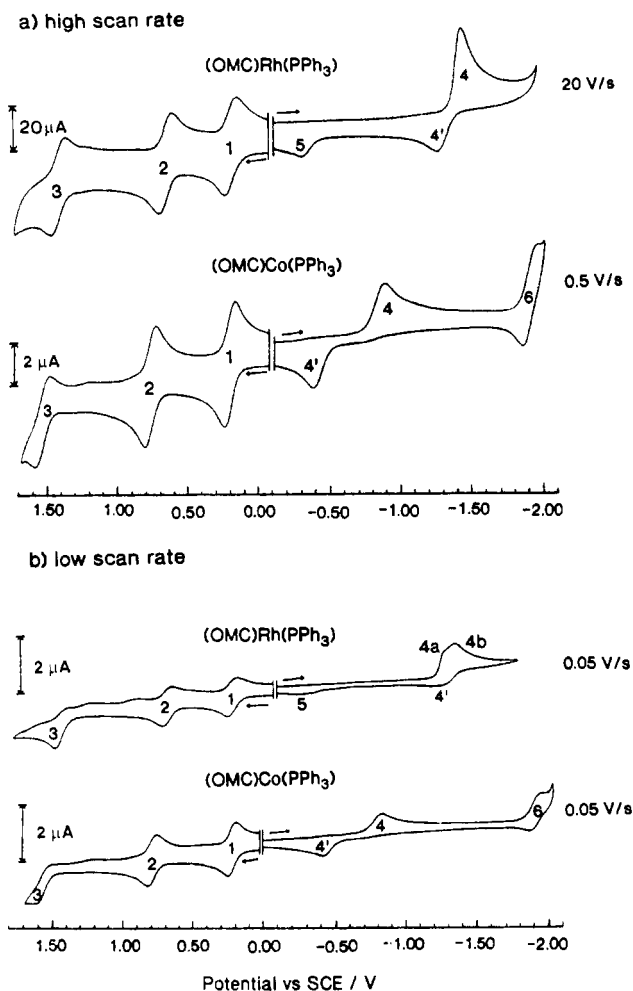 a) high scan rate
(OMC)Rh(PPh₃)
20 V/s
20 μA
1
2
3
4
4'
5
(OMC)Co(PPh₃)
0.5 V/s
2 μA
1
2
3
4
4'
6
1.50 1.00 0.50 0.00 -0.50 -1.00 -1.50 -2.00
b) low scan rate
(OMC)Rh(PPh₃)
0.05 V/s
2 μA
1
2
3
4a 4b
4'
5
(OMC)Co(PPh₃)
0.05 V/s
2 μA
1
2
3
4
4'
6
1.50 1.00 0.50 0.00 -0.50 -1.00 -1.50 -2.00
Potential vs SCE / V